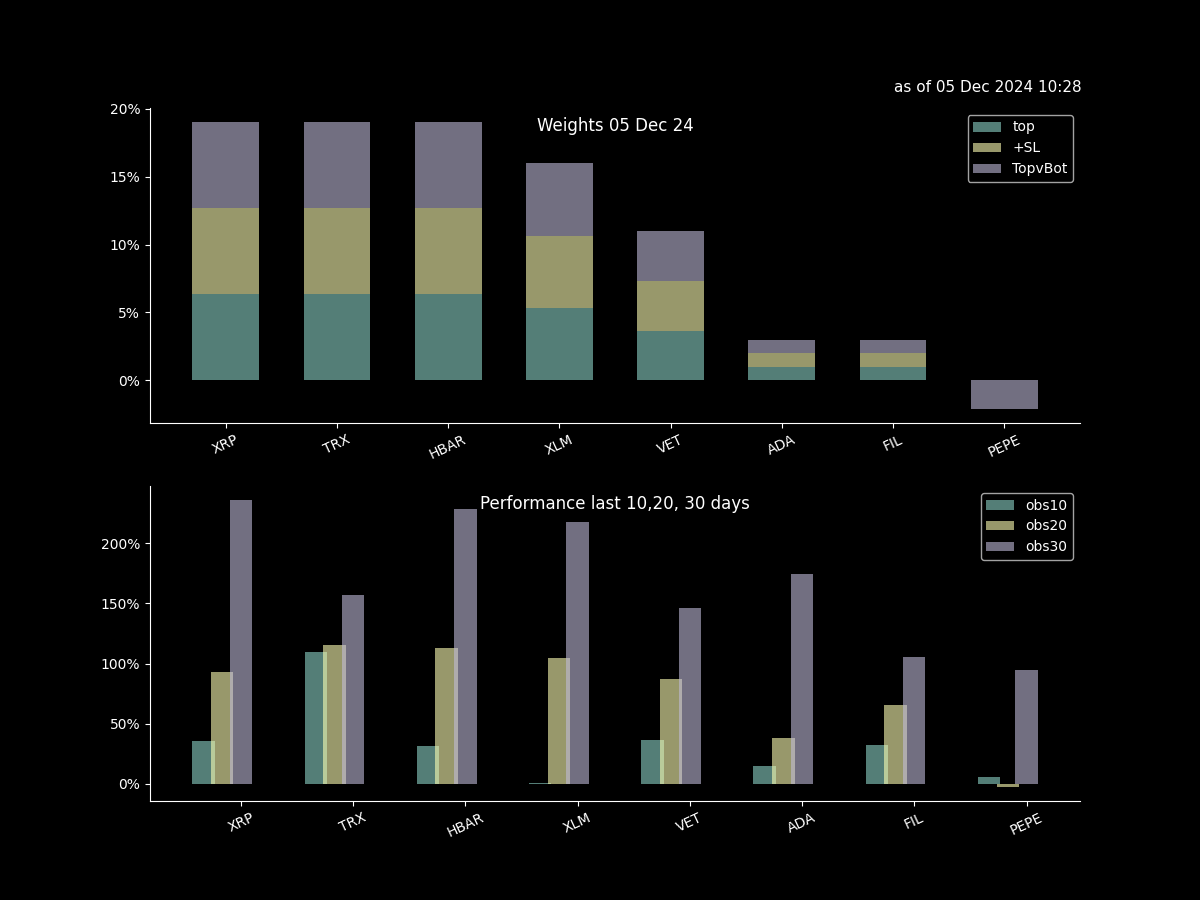 as of 05 Dec 2024 10:28
Weights 05 Dec 24
top
+SL
TopvBot
20%
15%
10%
5%
0%
XRP TRX HBAR XLM VET ADA FIL PEPE
Performance last 10,20, 30 days
obs10
obs20
obs30
200%
150%
100%
50%
0%
XRP TRX HBAR XLM VET ADA FIL PEPE